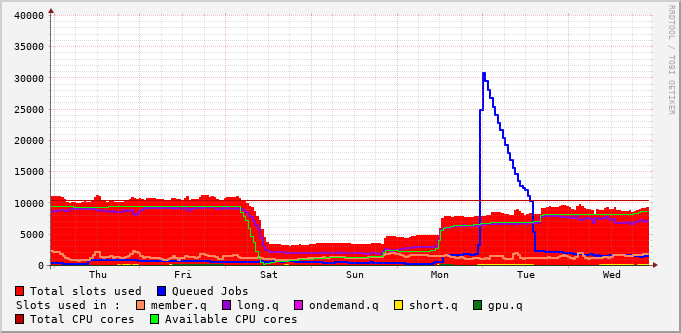 40000
35000
30000
25000
20000
15000
10000
5000
0
Thu Fri Sat Sun Mon Tue Wed
RRDTOOL / TOBI OETIKER
Total slots used Queued Jobs
Slots used in : member.q long.q ondemand.q short.q gpu.q
Total CPU cores Available CPU cores